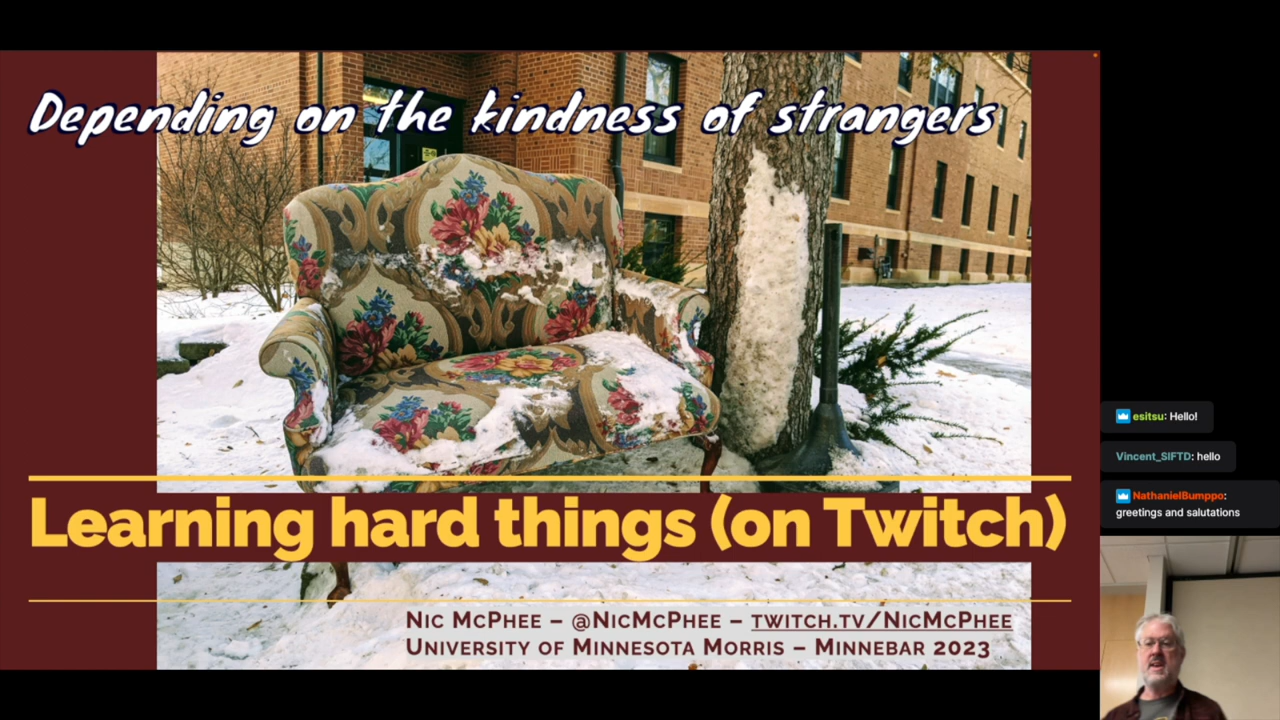 Depending on the kindness of strangers
Learning hard things (on Twitch)
Nic McPhee – @NicMcPhee – twitch.tv/NicMcPhee
University of Minnesota Morris – Minnebar 2023
esitsu: Hello!
Vincent_SIFTD: hello
NathanielBumppo:
greetings and salutations